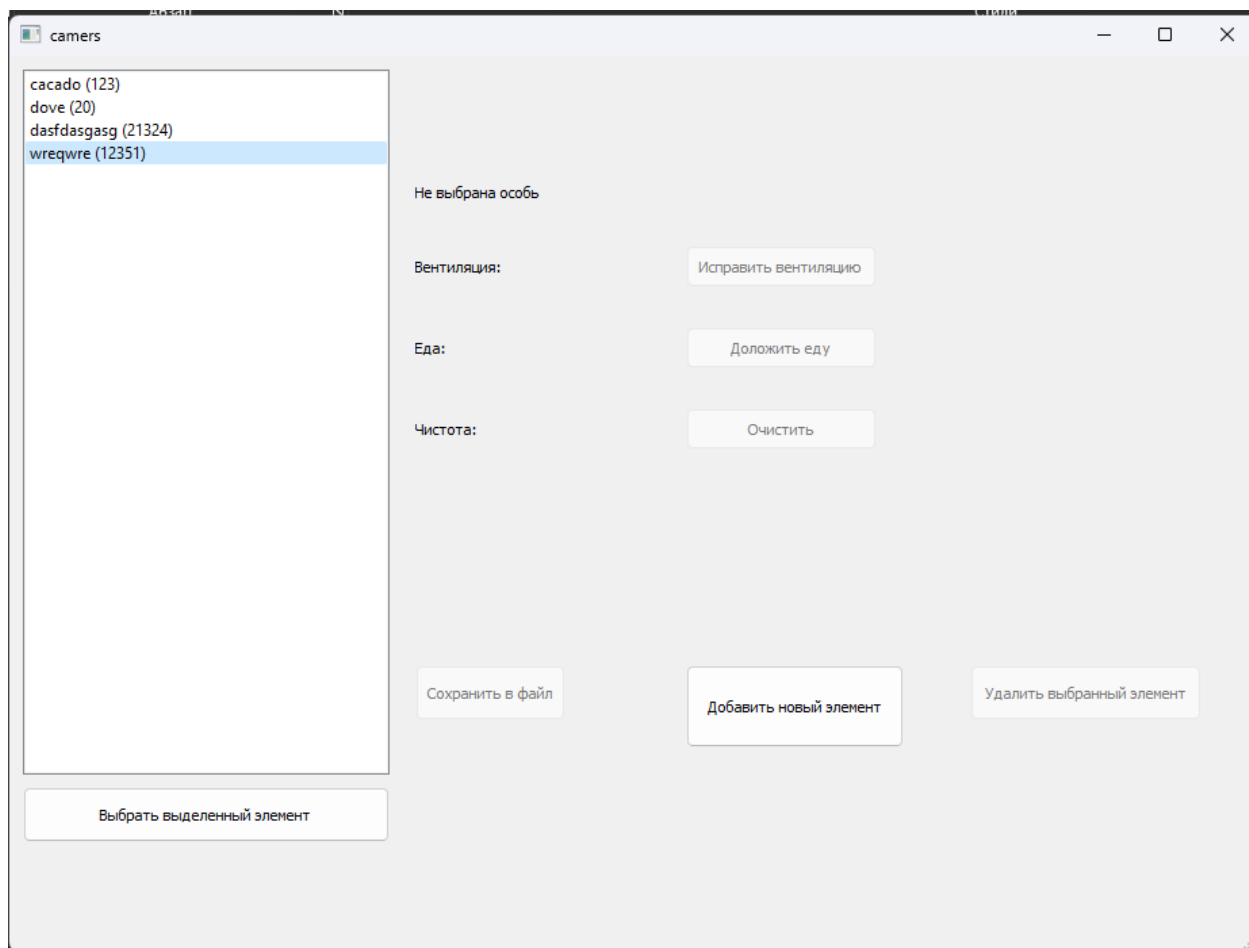 camers
cacado (123)
dove (20)
dasfdasgasg (21324)
wreqwre (12351)
Не выбрана особь
Вентиляция:
Исправить вентиляцию
Еда:
Доложить еду
Чистота:
Очистить
Сохранить в файл
Добавить новый элемент
Удалить выбранный элемент
Выбрать выделенный элемент